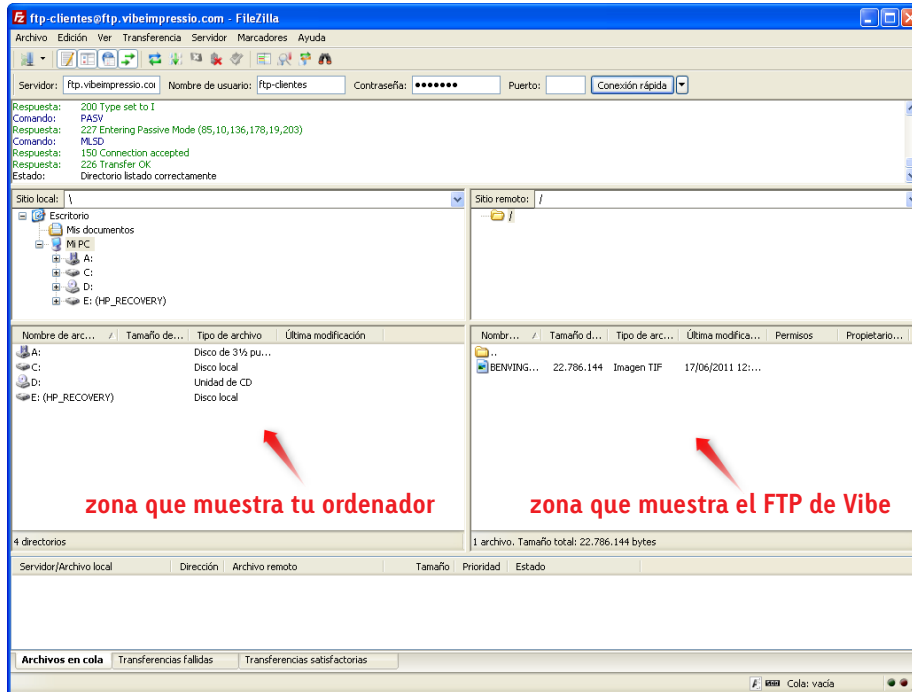 ftp-clientes@ftp.vibeimpressio.com - FileZilla
Archivo Edición Ver Transferencia Servidor Marcadores Ayuda
Servidor: ftp.vibeimpressio.co Nombre de usuario: ftp-clientes Contraseña: ●●●●●●● Puerto: Conexión rápida
Respuesta: 200 Type set to I
Comando: PASV
Respuesta: 227 Entering Passive Mode (85,10,136,178,19,203)
Comando: MLSD
Respuesta: 150 Connection accepted
Respuesta: 226 Transfer OK
Estado: Directorio listado correctamente
Sitio local: \
Escritorio
Mis documentos
Mi PC
A:
C:
D:
E: (HP_RECOVERY)
Sitio remoto: /
/
Nombre de arc... Tamaño de... Tipo de archivo Última modificación
A: Disco de 3½ pu...
C: Disco local
D: Unidad de CD
E: (HP_RECOVERY) Disco local
zona que muestra tu ordenador
4 directorios
Nombr... Tamaño d... Tipo de arc... Última modifica... Permisos Propietario...
..
BENVING... 22.786.144 Imagen TIF 17/06/2011 12:...
zona que muestra el FTP de Vibe
1 archivo. Tamaño total: 22.786.144 bytes
Servidor/Archivo local Dirección Archivo remoto Tamaño Prioridad Estado
Archivos en cola Transferencias fallidas Transferencias satisfactorias
Cola: vacía